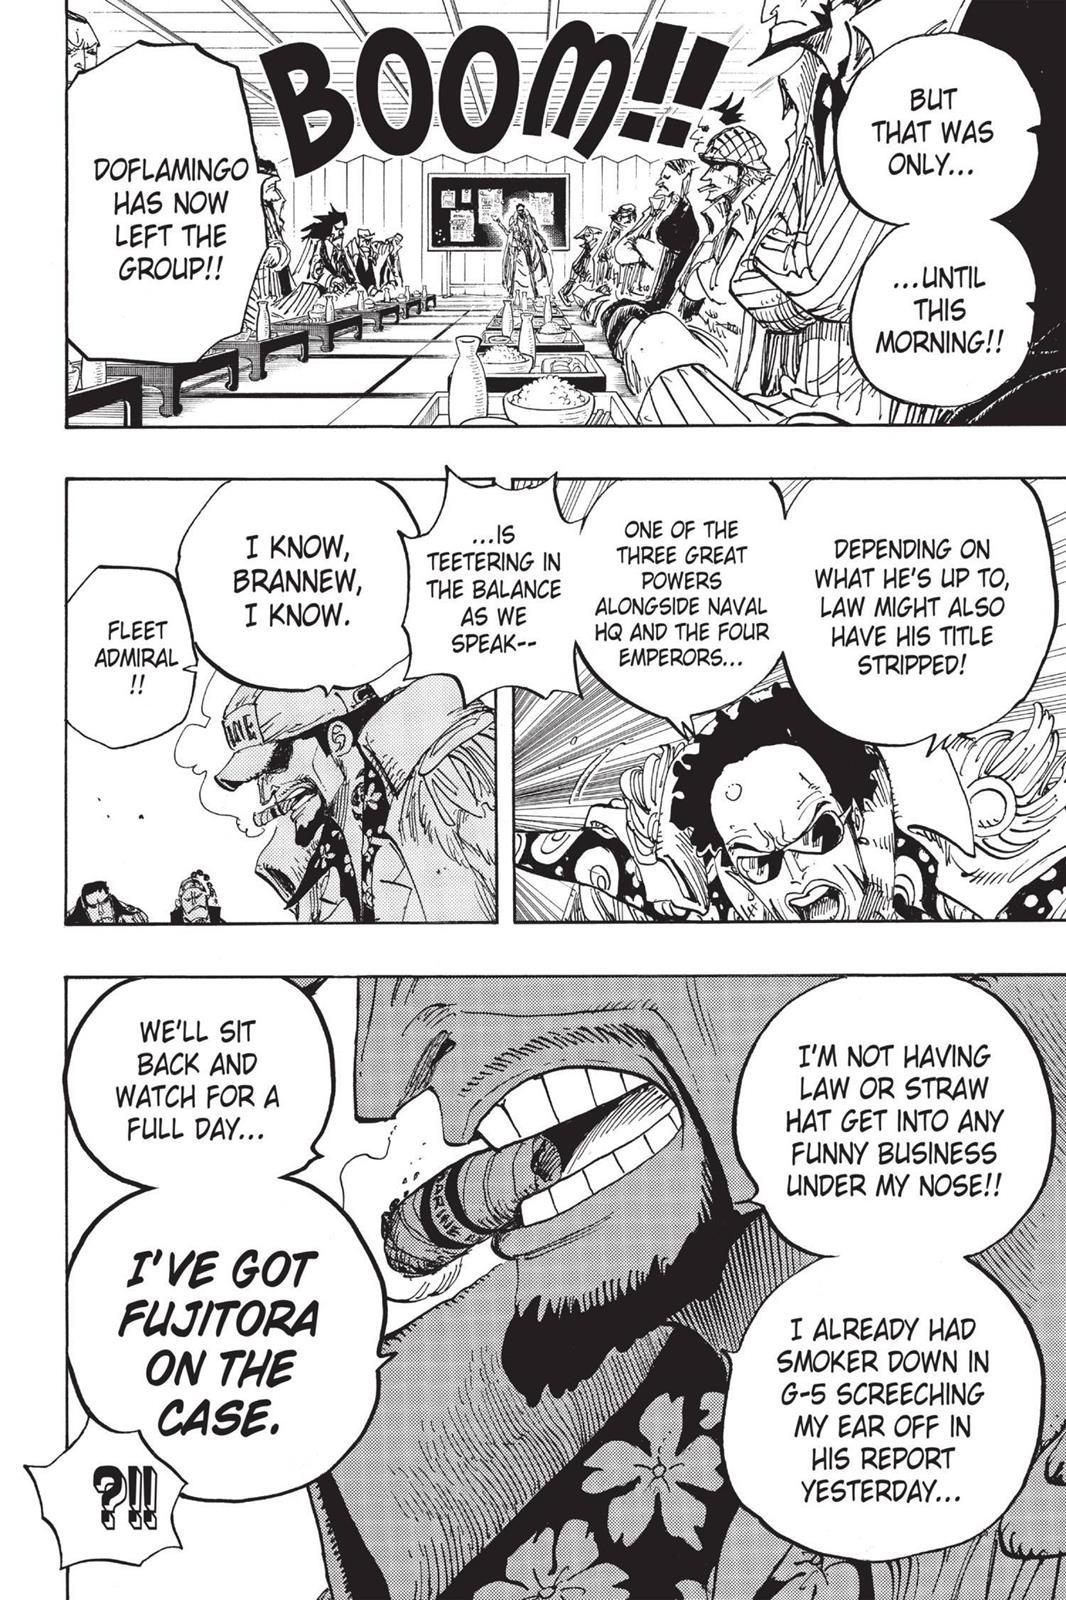 BUT
THAT WAS
ONLY...
...UNTIL
THIS
MORNING!!
BOOM!!
DOFLAMINGO
HAS NOW
LEFT THE
GROUP!!
DEPENDING ON
WHAT HE'S UP TO,
LAW MIGHT ALSO
HAVE HIS TITLE
STRIPPED!
ONE OF THE
THREE GREAT
POWERS
ALONGSIDE NAVAL
HQ AND THE FOUR
EMPERORS...
...IS
TEETERING IN
THE BALANCE
AS WE
SPEAK--
I KNOW,
BRANNEW,
I KNOW.
FLEET
ADMIRAL
!!
I'M NOT HAVING
LAW OR STRAW
HAT GET INTO ANY
FUNNY BUSINESS
UNDER MY NOSE!!
I ALREADY HAD
SMOKER DOWN IN
G-5 SCREECHING
MY EAR OFF IN
HIS REPORT
YESTERDAY...
WE'LL SIT
BACK AND
WATCH FOR A
FULL DAY...
I'VE GOT
FUJITORA
ON THE
CASE.
?!!